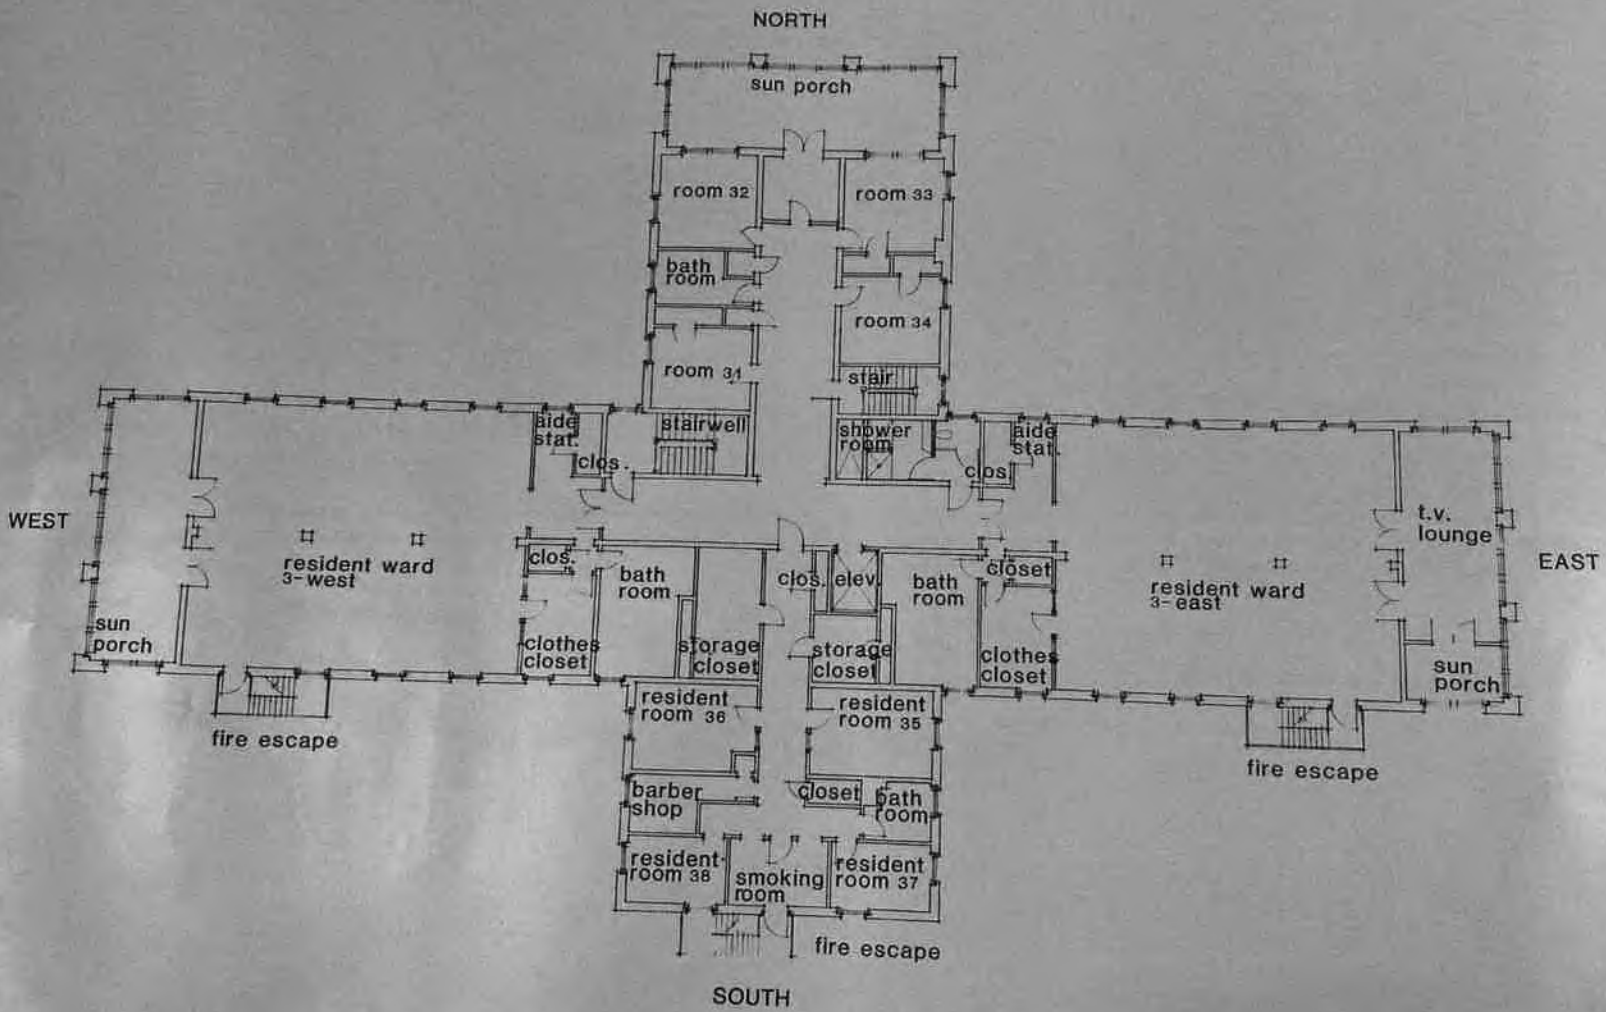 NORTH
sun porch
room 32
room 33
bath
room
room 34
room 31
stair
stairwell
aide
stat.
clos.
shower
room
clos.
aide
stat.
WEST
resident ward
3-west
sun
porch
clos.
clothes
closet
bath
room
storage
closet
clos.
elev.
storage
closet
bath
room
closet
clothes
closet
resident ward
3-east
t.v.
lounge
EAST
sun
porch
fire escape
fire escape
resident
room 36
resident
room 35
barber
shop
closet
bath
room
resident
room 38
smoking
room
resident
room 37
fire escape
SOUTH